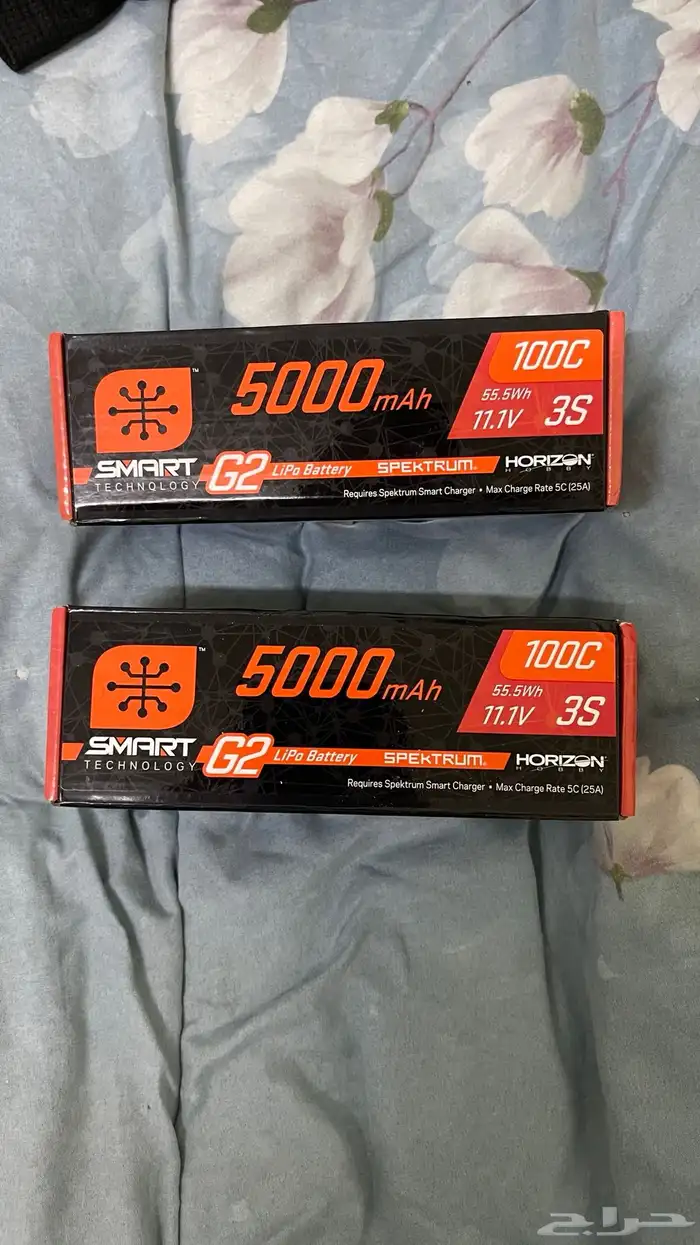 100C
5000mAh
55.5Wh
11.1V 3S
SMART
TECHNOLOGY
G2 LiPo Battery SPEKTRUM® HORIZON
HOBBY
Requires Spektrum Smart Charger • Max Charge Rate 5C (25A)
100C
5000mAh
55.5Wh
11.1V 3S
SMART
TECHNOLOGY
G2 LiPo Battery SPEKTRUM® HORIZON
HOBBY
Requires Spektrum Smart Charger • Max Charge Rate 5C (25A)
حراج